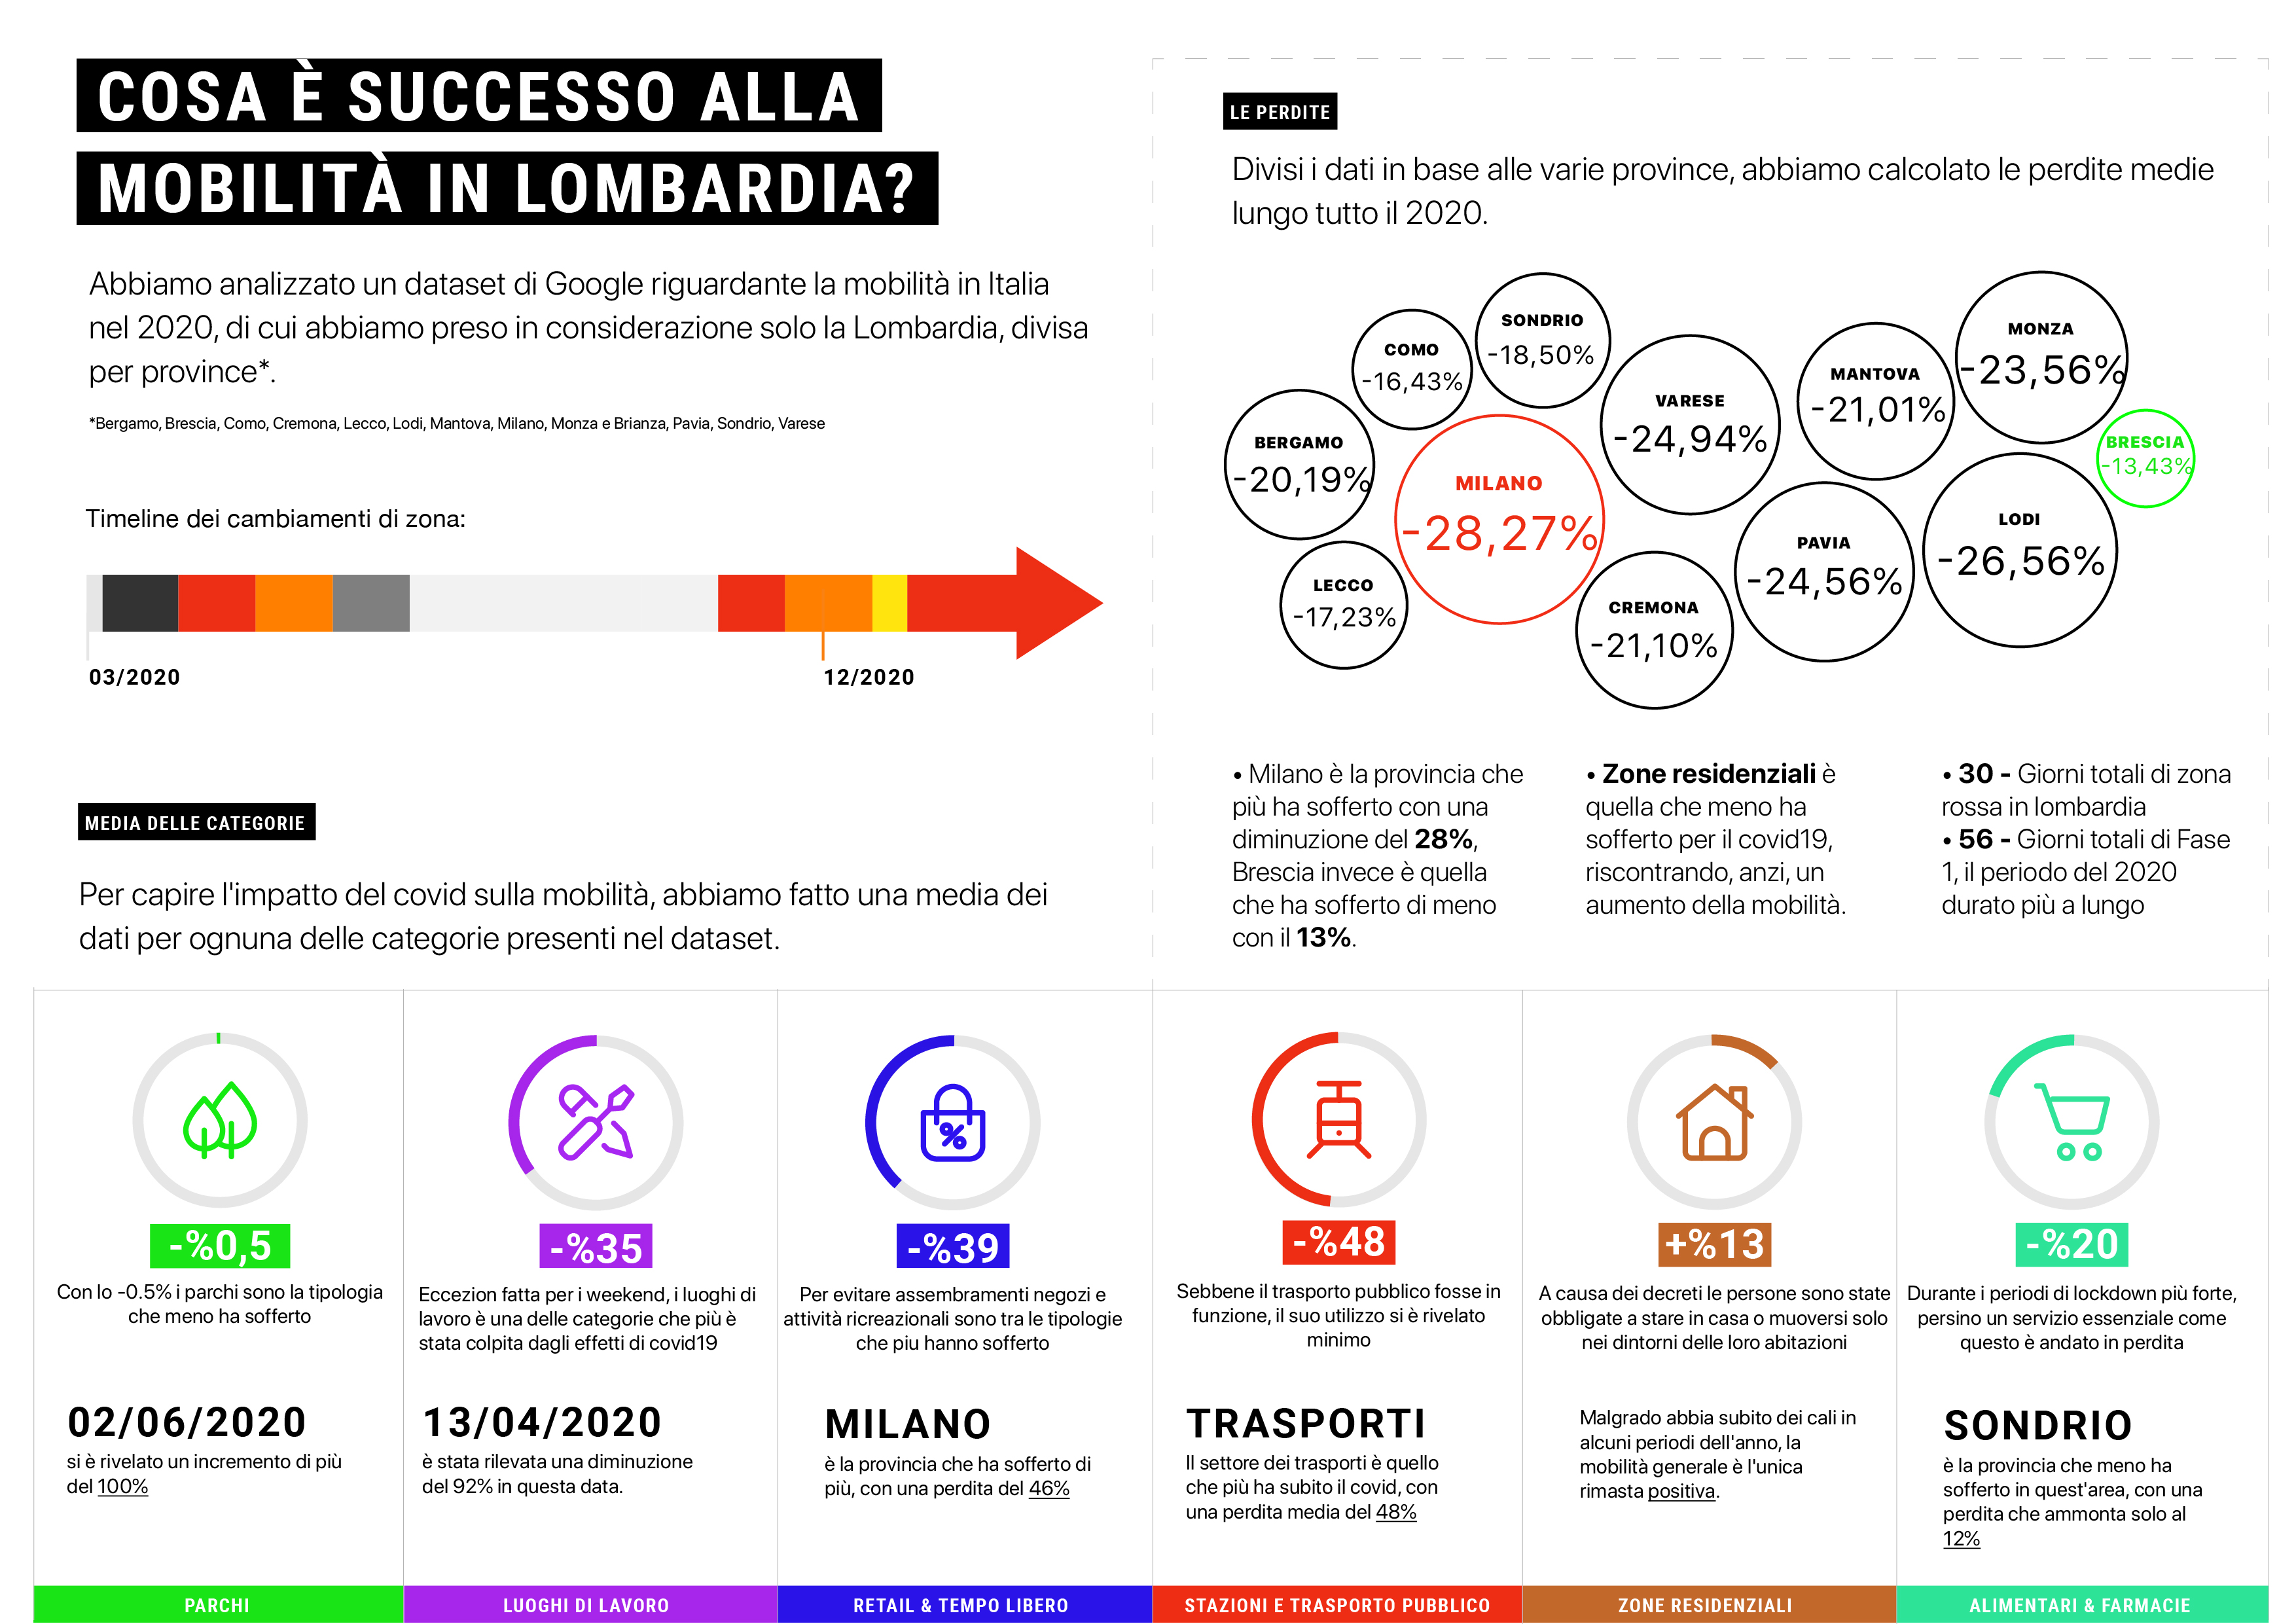 COSA È SUCCESSO ALLA
MOBILITÀ IN LOMBARDIA?
Abbiamo analizzato un dataset di Google riguardante la mobilità in Italia
nel 2020, di cui abbiamo preso in considerazione solo la Lombardia, divisa
per province*.
*Bergamo, Brescia, Como, Cremona, Lecco, Lodi, Mantova, Milano, Monza e Brianza, Pavia, Sondrio, Varese
Timeline dei cambiamenti di zona:
03/2020
12/2020
LE PERDITE
Divisi i dati in base alle varie province, abbiamo calcolato le perdite medie
lungo tutto il 2020.
COMO
-16,43%
SONDRIO
-18,50%
VARESE
-24,94%
MANTOVA
-21,01%
MONZA
-23,56%
BRESCIA
-13,43%
BERGAMO
-20,19%
MILANO
-28,27%
LECCO
-17,23%
CREMONA
-21,10%
PAVIA
-24,56%
LODI
-26,56%
• Milano è la provincia che
più ha sofferto con una
diminuzione del 28%,
Brescia invece è quella
che ha sofferto di meno
con il 13%.
• Zone residenziali è
quella che meno ha
sofferto per il covid19,
riscontrando, anzi, un
aumento della mobilità.
• 30 - Giorni totali di zona
rossa in lombardia
• 56 - Giorni totali di Fase
1, il periodo del 2020
durato più a lungo
MEDIA DELLE CATEGORIE
Per capire l'impatto del covid sulla mobilità, abbiamo fatto una media dei
dati per ognuna delle categorie presenti nel dataset.
-%0,5
Con lo -0.5% i parchi sono la tipologia
che meno ha sofferto
02/06/2020
si è rivelato un incremento di più
del 100%
PARCHI
-%35
Eccezion fatta per i weekend, i luoghi di
lavoro è una delle categorie che più è
stata colpita dagli effetti di covid19
13/04/2020
è stata rilevata una diminuzione
del 92% in questa data.
LUOGHI DI LAVORO
%
-%39
Per evitare assembramenti negozi e
attività ricreazionali sono tra le tipologie
che piu hanno sofferto
MILANO
è la provincia che ha sofferto di
più, con una perdita del 46%
RETAIL & TEMPO LIBERO
-%48
Sebbene il trasporto pubblico fosse in
funzione, il suo utilizzo si è rivelato
minimo
TRASPORTI
Il settore dei trasporti è quello
che più ha subito il covid, con
una perdita media del 48%
STAZIONI E TRASPORTO PUBBLICO
+%13
A causa dei decreti le persone sono state
obbligate a stare in casa o muoversi solo
nei dintorni delle loro abitazioni
Malgrado abbia subito dei cali in
alcuni periodi dell'anno, la
mobilità generale è l'unica
rimasta positiva.
ZONE RESIDENZIALI
-%20
Durante i periodi di lockdown più forte,
persino un servizio essenziale come
questo è andato in perdita
SONDRIO
è la provincia che meno ha
sofferto in quest'area, con una
perdita che ammonta solo al
12%
ALIMENTARI & FARMACIE